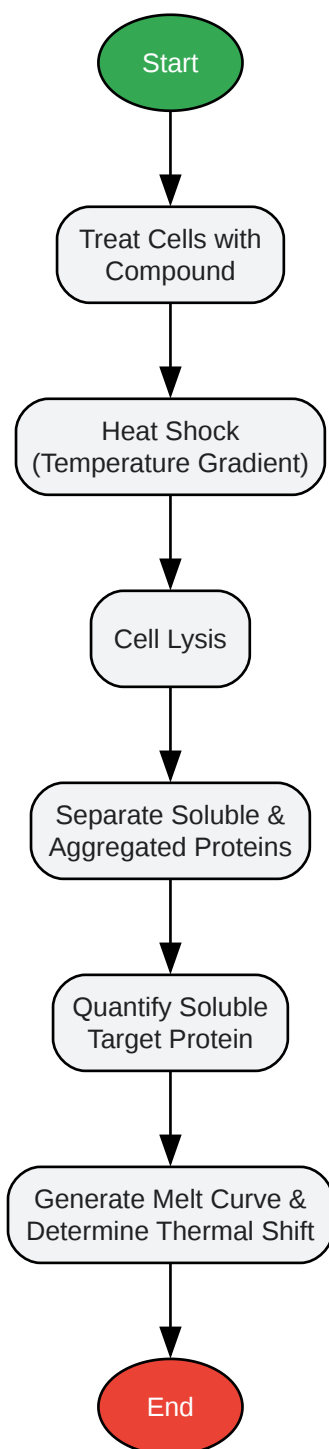 Start
Treat Cells with
Compound
Heat Shock
(Temperature Gradient)
Cell Lysis
Separate Soluble &
Aggregated Proteins
Quantify Soluble
Target Protein
Generate Melt Curve &
Determine Thermal Shift
End